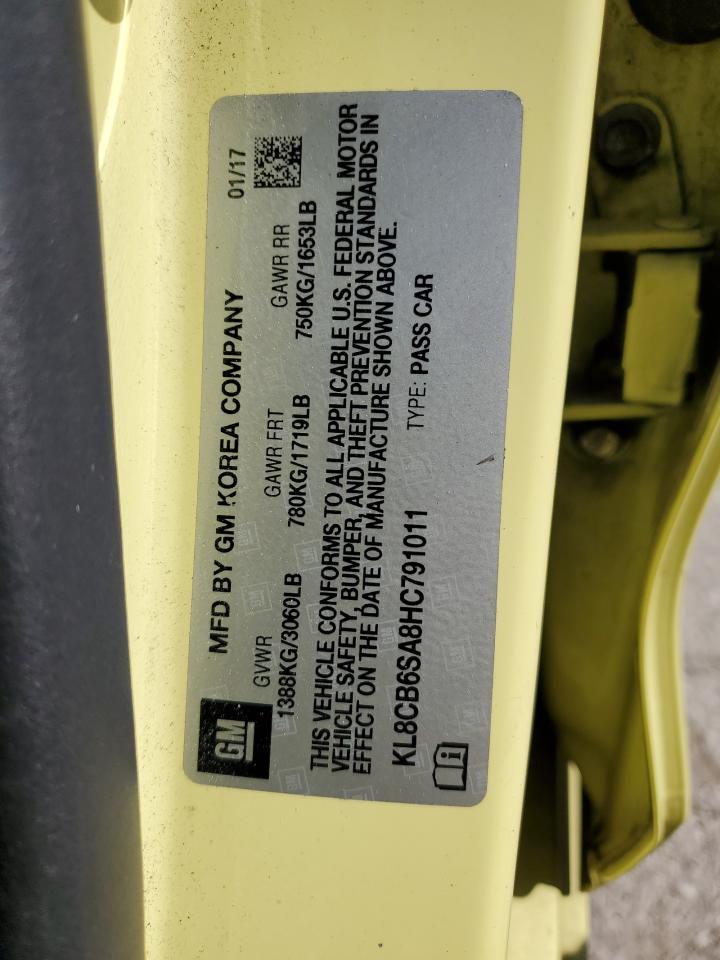 GM
MFD BY GM KOREA COMPANY 01/17
GVWR GAWR FRT GAWR RR
1388KG/3060LB 780KG/1719LB 750KG/1653LB
THIS VEHICLE CONFORMS TO ALL APPLICABLE U.S. FEDERAL MOTOR
VEHICLE SAFETY, BUMPER, AND THEFT PREVENTION STANDARDS IN
EFFECT ON THE DATE OF MANUFACTURE SHOWN ABOVE.
KL8CB6SA8HC791011 TYPE: PASS CAR